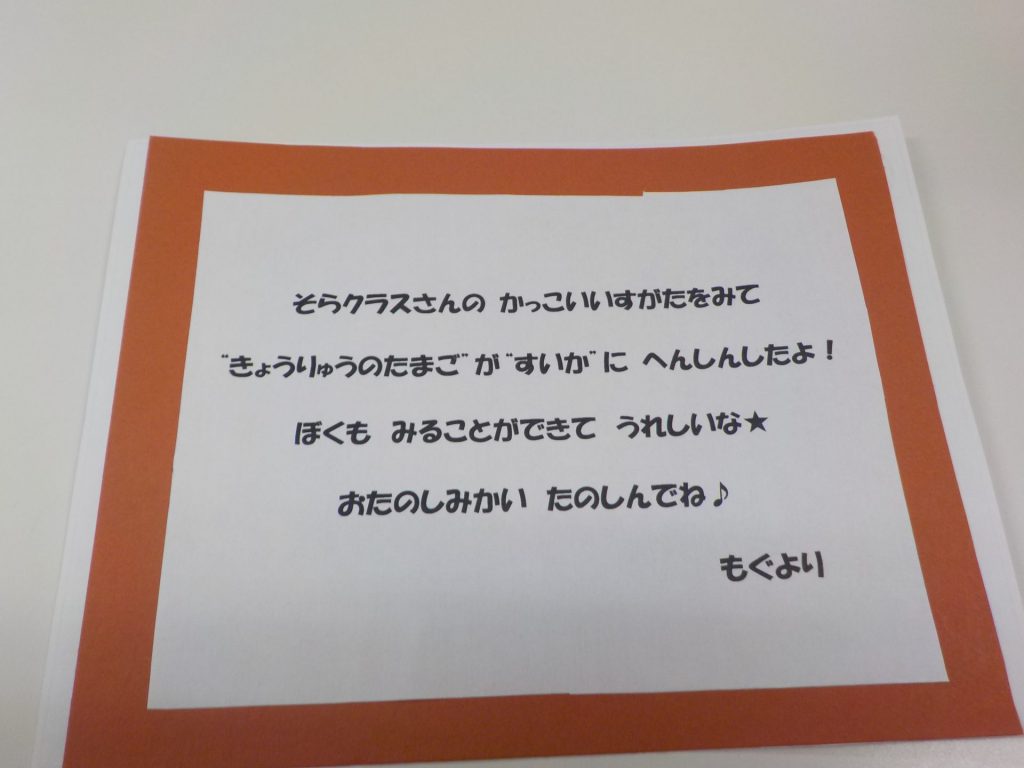 そらクラスさんの かっこいいすがたをみて
“きょうりゅうのたまご”が“すいか”に へんしんしたよ！
ぼくも みることができて うれしいな★
おたのしみかい たのしんでね♪
もぐより